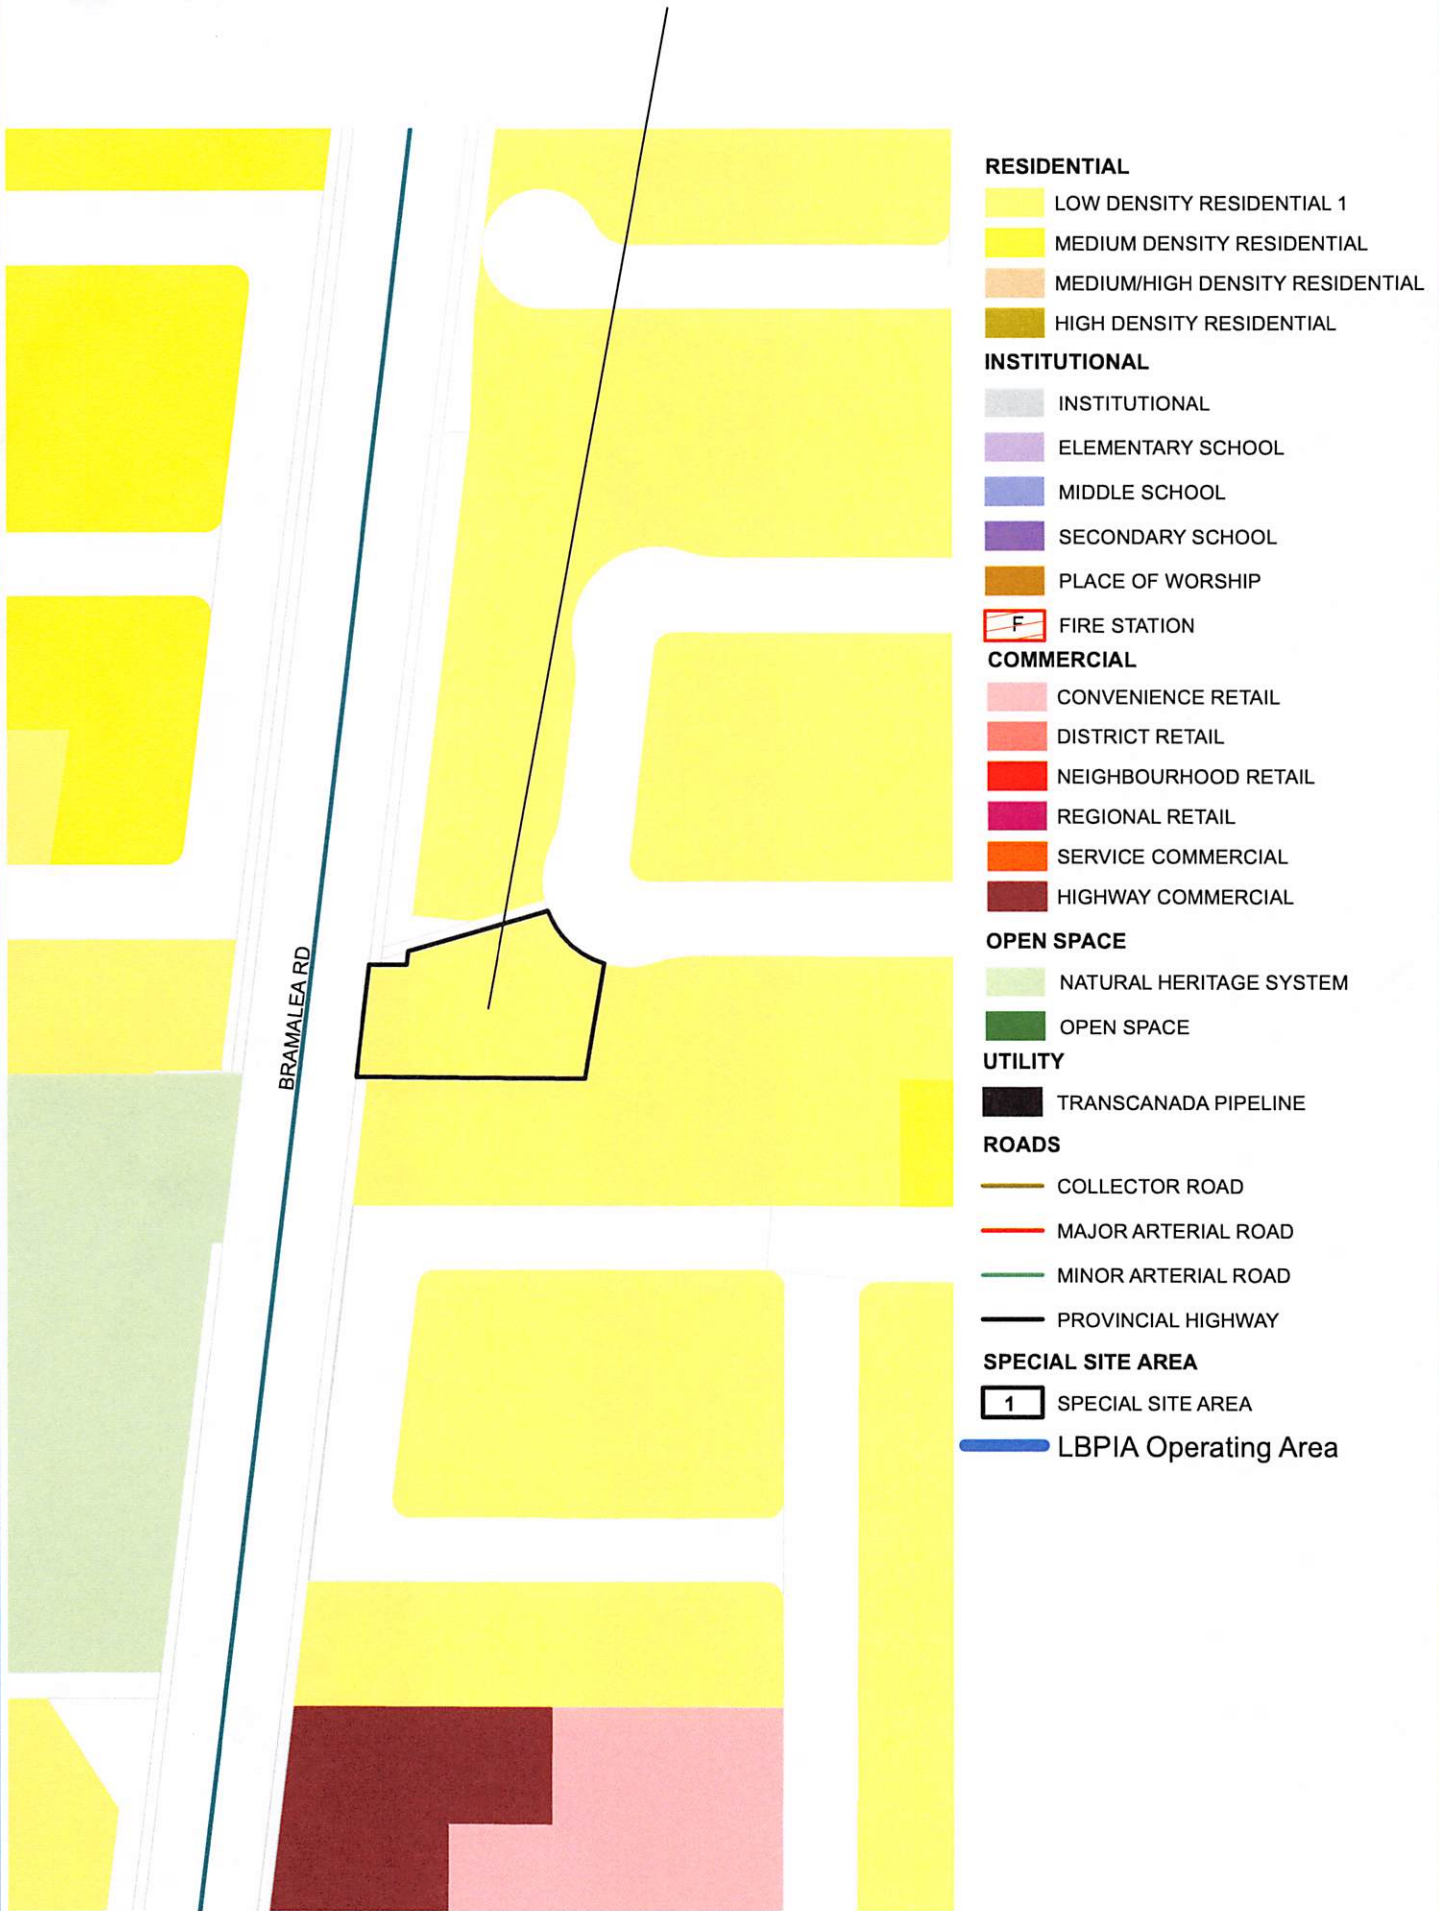 BRAMALEA RD
RESIDENTIAL
LOW DENSITY RESIDENTIAL 1
MEDIUM DENSITY RESIDENTIAL
MEDIUM/HIGH DENSITY RESIDENTIAL
HIGH DENSITY RESIDENTIAL
INSTITUTIONAL
INSTITUTIONAL
ELEMENTARY SCHOOL
MIDDLE SCHOOL
SECONDARY SCHOOL
PLACE OF WORSHIP
F FIRE STATION
COMMERCIAL
CONVENIENCE RETAIL
DISTRICT RETAIL
NEIGHBOURHOOD RETAIL
REGIONAL RETAIL
SERVICE COMMERCIAL
HIGHWAY COMMERCIAL
OPEN SPACE
NATURAL HERITAGE SYSTEM
OPEN SPACE
UTILITY
TRANSCANADA PIPELINE
ROADS
COLLECTOR ROAD
MAJOR ARTERIAL ROAD
MINOR ARTERIAL ROAD
PROVINCIAL HIGHWAY
SPECIAL SITE AREA
1 SPECIAL SITE AREA
LBPIA Operating Area